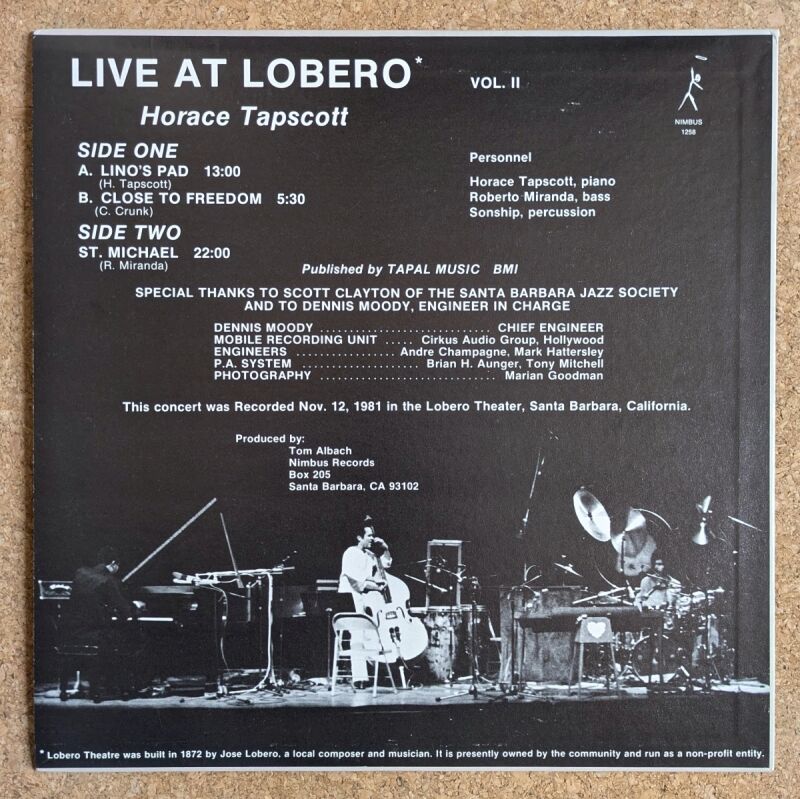 LIVE AT LOBERO*
VOL. II
Horace Tapscott
NIMBUS
1258
SIDE ONE
A. LINO'S PAD 13:00
(H. Tapscott)
B. CLOSE TO FREEDOM 5:30
(C. Crunk)
SIDE TWO
ST. MICHAEL 22:00
(R. Miranda)
Personnel
Horace Tapscott, piano
Roberto Miranda, bass
Sonship, percussion
Published by TAPAL MUSIC BMI
SPECIAL THANKS TO SCOTT CLAYTON OF THE SANTA BARBARA JAZZ SOCIETY
AND TO DENNIS MOODY, ENGINEER IN CHARGE
DENNIS MOODY ............................ CHIEF ENGINEER
MOBILE RECORDING UNIT ..... Cirkus Audio Group, Hollywood
ENGINEERS ................. Andre Champagne, Mark Hattersley
P.A. SYSTEM ..................... Brian H. Aunger, Tony Mitchell
PHOTOGRAPHY ............................. Marian Goodman
This concert was Recorded Nov. 12, 1981 in the Lobero Theater, Santa Barbara, California.
Produced by:
Tom Albach
Nimbus Records
Box 205
Santa Barbara, CA 93102
* Lobero Theatre was built in 1872 by Jose Lobero, a local composer and musician. It is presently owned by the community and run as a non-profit entity.